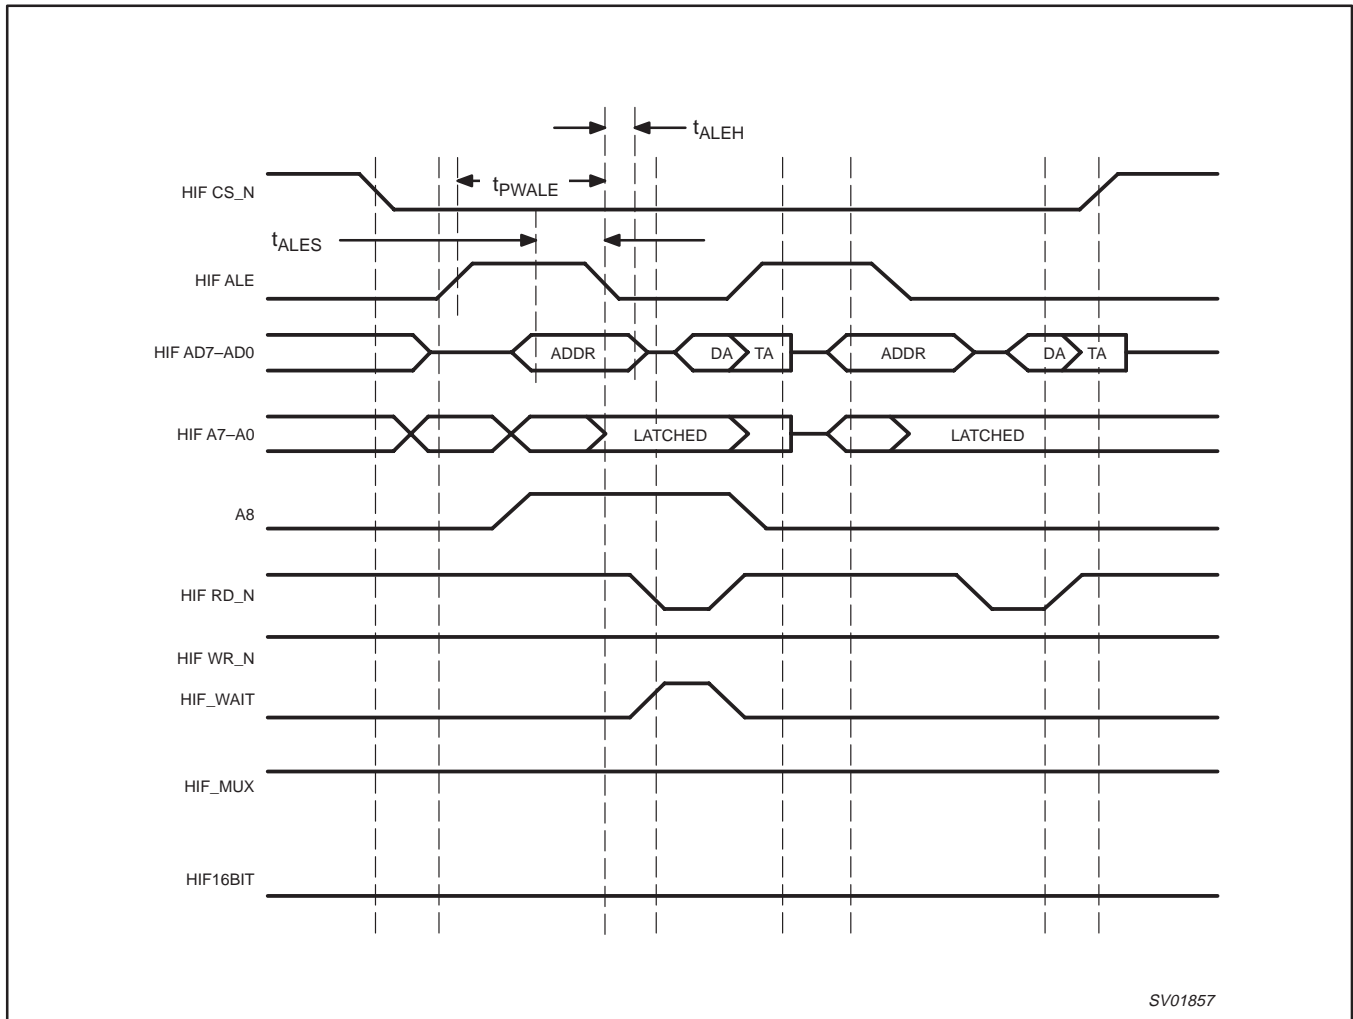 tALEH
HIF CS_N
tPWALE
tALES
HIF ALE
HIF AD7–AD0
ADDR
DA
TA
ADDR
DA
TA
HIF A7–A0
LATCHED
LATCHED
A8
HIF RD_N
HIF WR_N
HIF_WAIT
HIF_MUX
HIF16BIT
SV01857